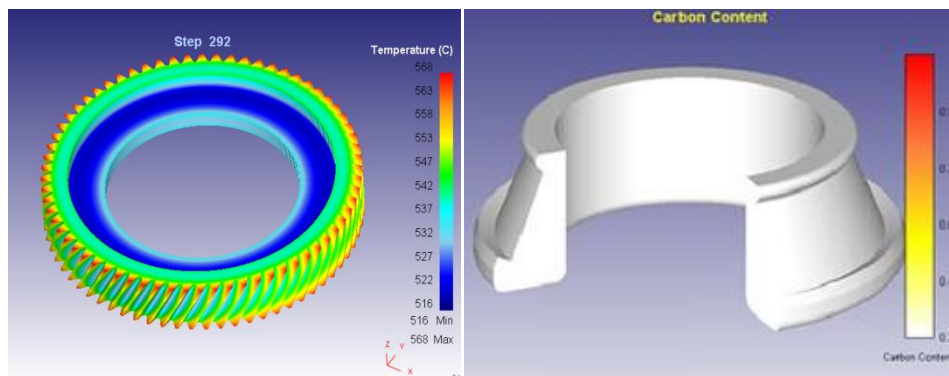 Step 292
Temperature (C)
568
563
558
553
547
542
537
532
527
522
516
516 Min
568 Max
Z
Y
X
Carbon Content
Carbon Conten